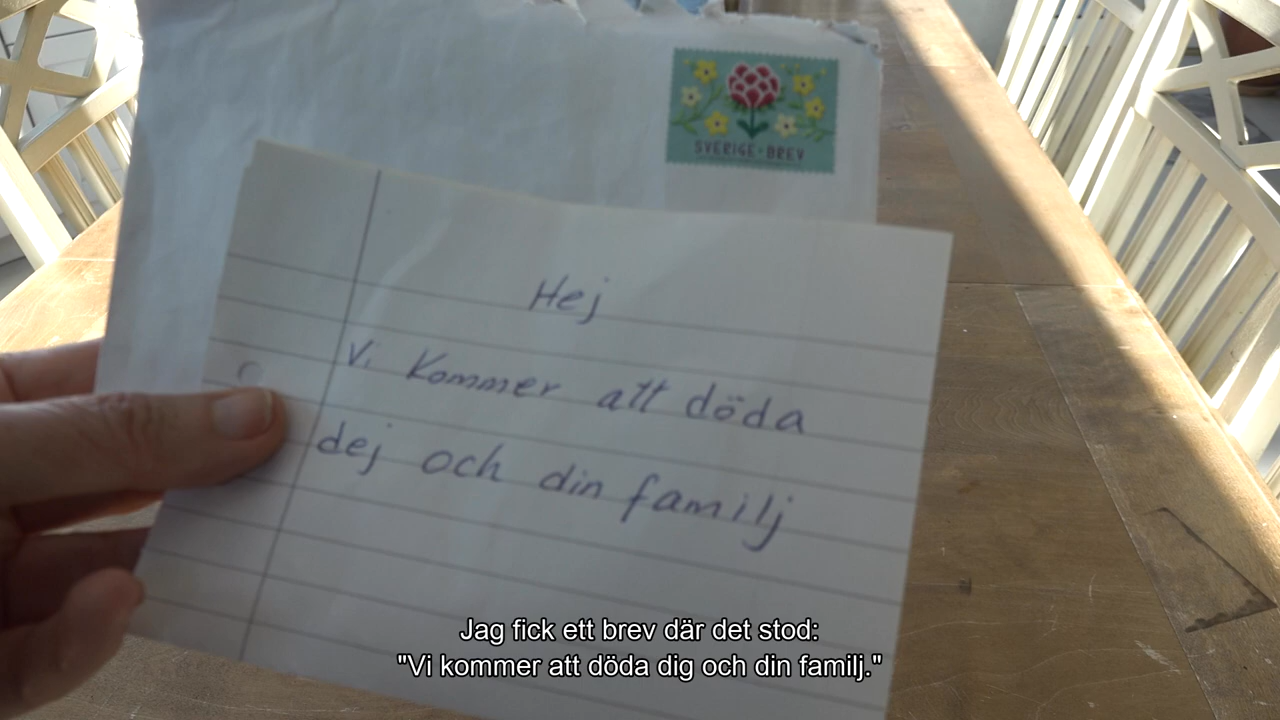 SVERIGE·BREV
Hej
Vi Kommer att döda
dej och din familj
Jag fick ett brev där det stod:
"Vi kommer att döda dig och din familj."